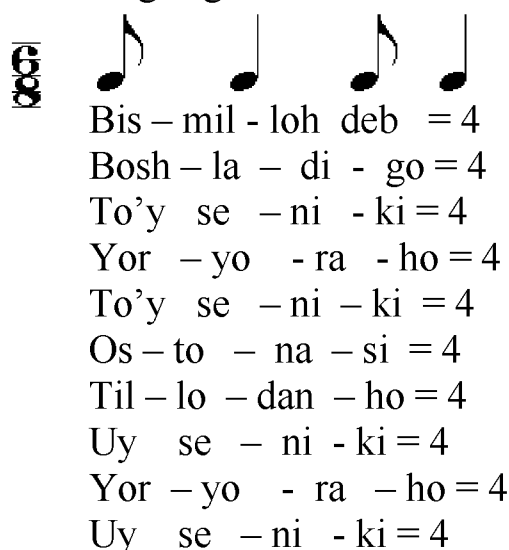 6
8
Bis – mil - loh deb = 4
Bosh – la – di - go = 4
To’y se – ni - ki = 4
Yor – yo - ra - ho = 4
To’y se – ni – ki = 4
Os – to – na – si = 4
Til – lo – dan – ho = 4
Uy se – ni - ki = 4
Yor – yo - ra – ho = 4
Uy se – ni - ki = 4